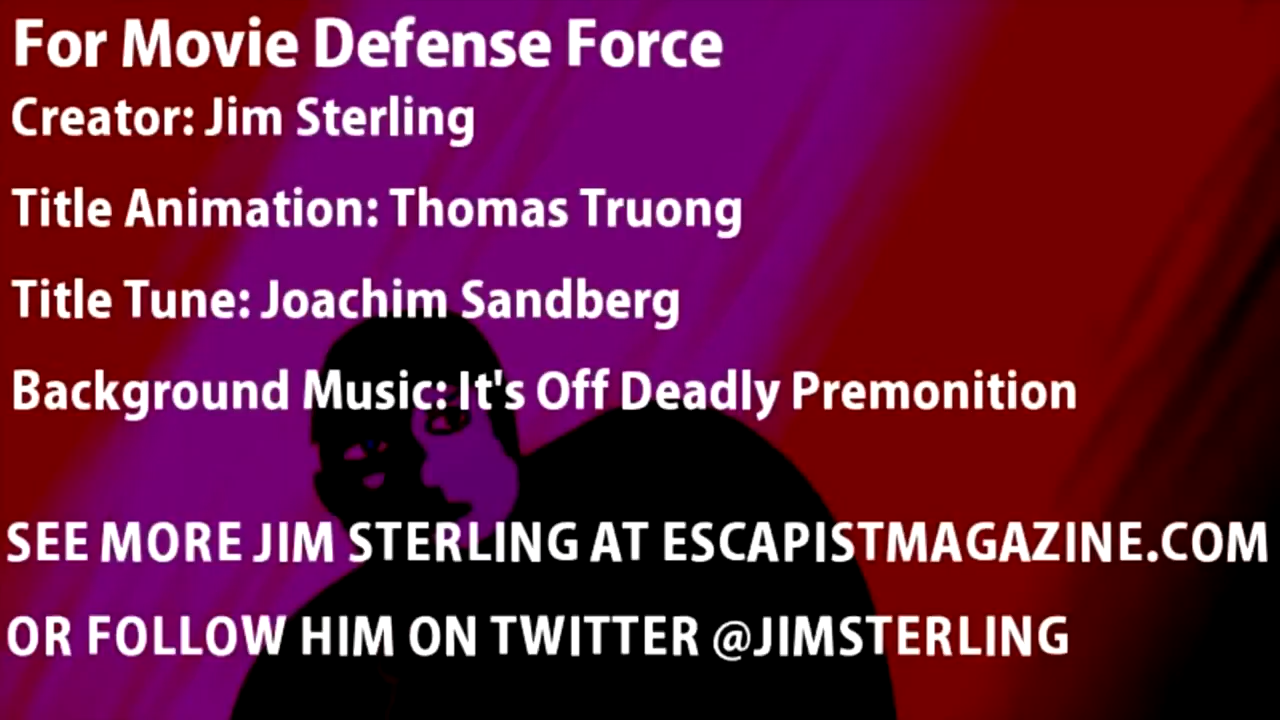 For Movie Defense Force
Creator: Jim Sterling
Title Animation: Thomas Truong
Title Tune: Joachim Sandberg
Background Music: It's Off Deadly Premonition
SEE MORE JIM STERLING AT ESCAPISTMAGAZINE.COM
OR FOLLOW HIM ON TWITTER @JIMSTERLING